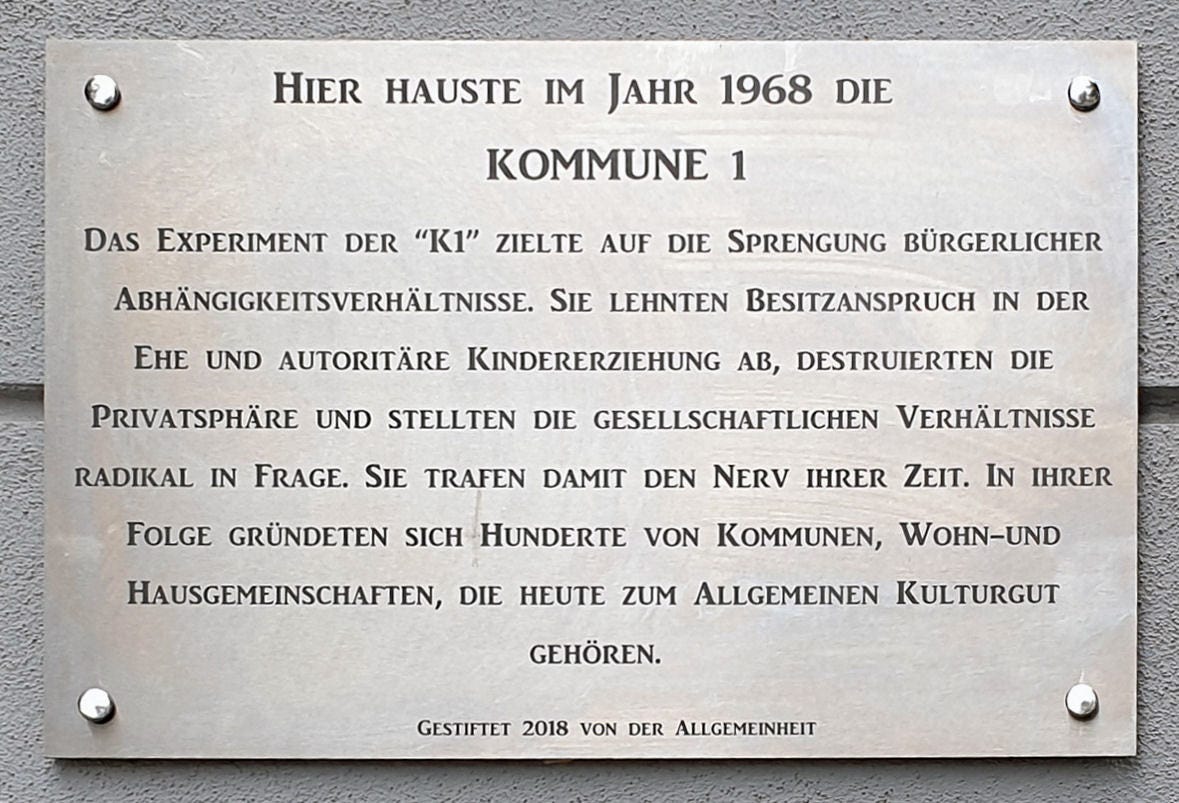 Hier hauste im Jahr 1968 die
KOMMUNE 1
Das Experiment der “K1” zielte auf die Sprengung bürgerlicher
Abhängigkeitsverhältnisse. Sie lehnten Besitzanspruch in der
Ehe und autoritäre Kindererziehung ab, destruierten die
Privatsphäre und stellten die gesellschaftlichen Verhältnisse
radikal in Frage. Sie trafen damit den Nerv ihrer Zeit. In ihrer
Folge gründeten sich Hunderte von Kommunen, Wohn–und
Hausgemeinschaften, die heute zum Allgemeinen Kulturgut
gehören.
Gestiftet 2018 von der Allgemeinheit